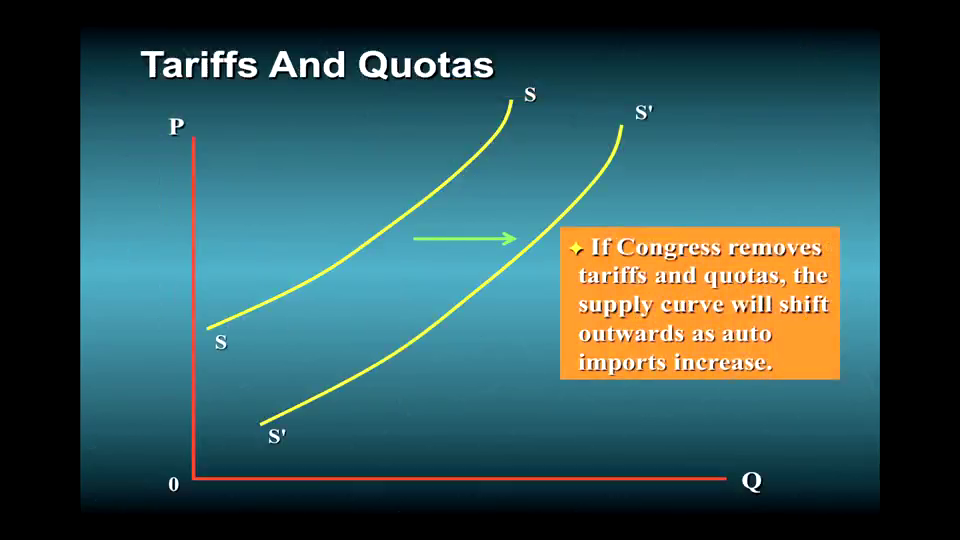 Tariffs And Quotas
S
S'
P
If Congress removes
tariffs and quotas, the
supply curve will shift
outwards as auto
imports increase.
S
S'
0
Q